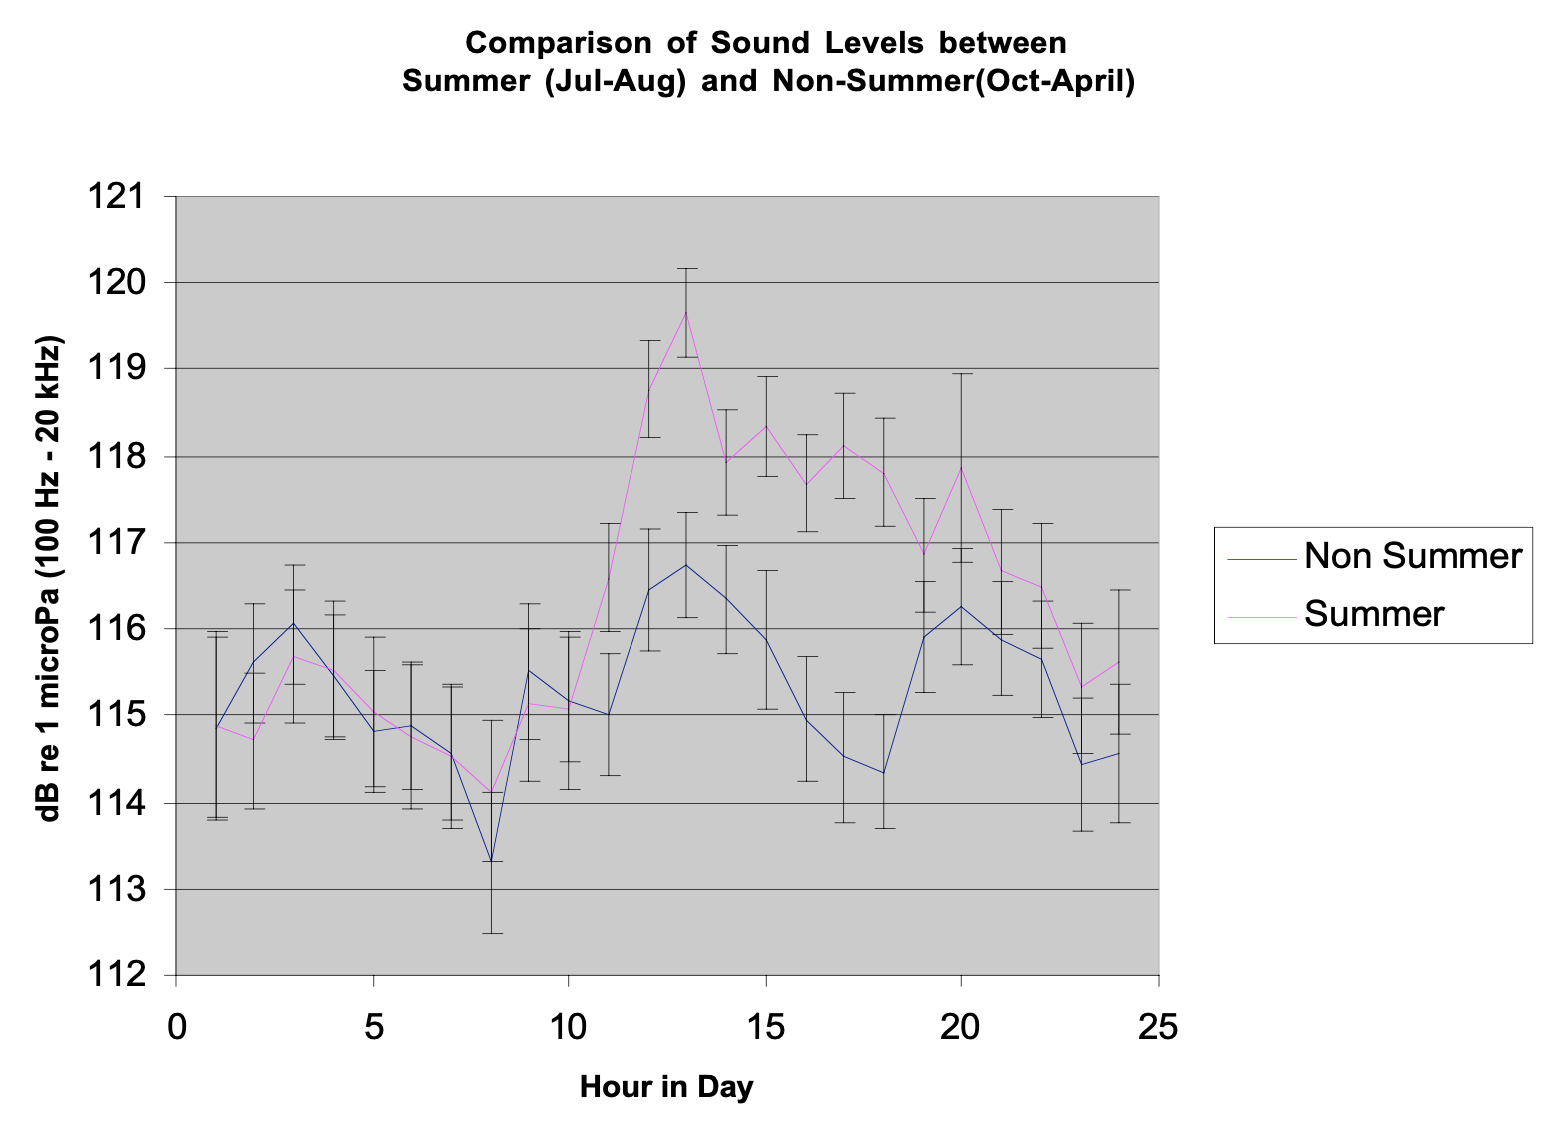 Comparison of Sound Levels between
Summer (Jul-Aug) and Non-Summer(Oct-April)
121
120
119
118
117
116
115
114
113
112
dB re 1 microPa (100 Hz - 20 kHz)
0 5 10 15 20 25
Hour in Day
Non Summer
Summer